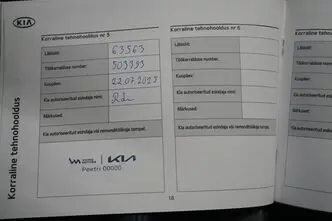 KIA
Korraline tehnohooldus
Korraline tehnohooldus nr 5
Läbisõit: 63563
Töökorralduse number:
Kuupäev: 22.07.2023
Kia autoriseeritud esindaja nimi:
Märkused:
Kia autoriseeritud esindaja või remonditöökoja tempel:
KIA
00000
Korraline tehnohooldus nr 6
Läbisõit:
Töökorralduse number:
Kuupäev:
Kia autoriseeritud esindaja nimi:
Märkused:
Kia autoriseeritud esindaja või remonditöökoja tempel:
18